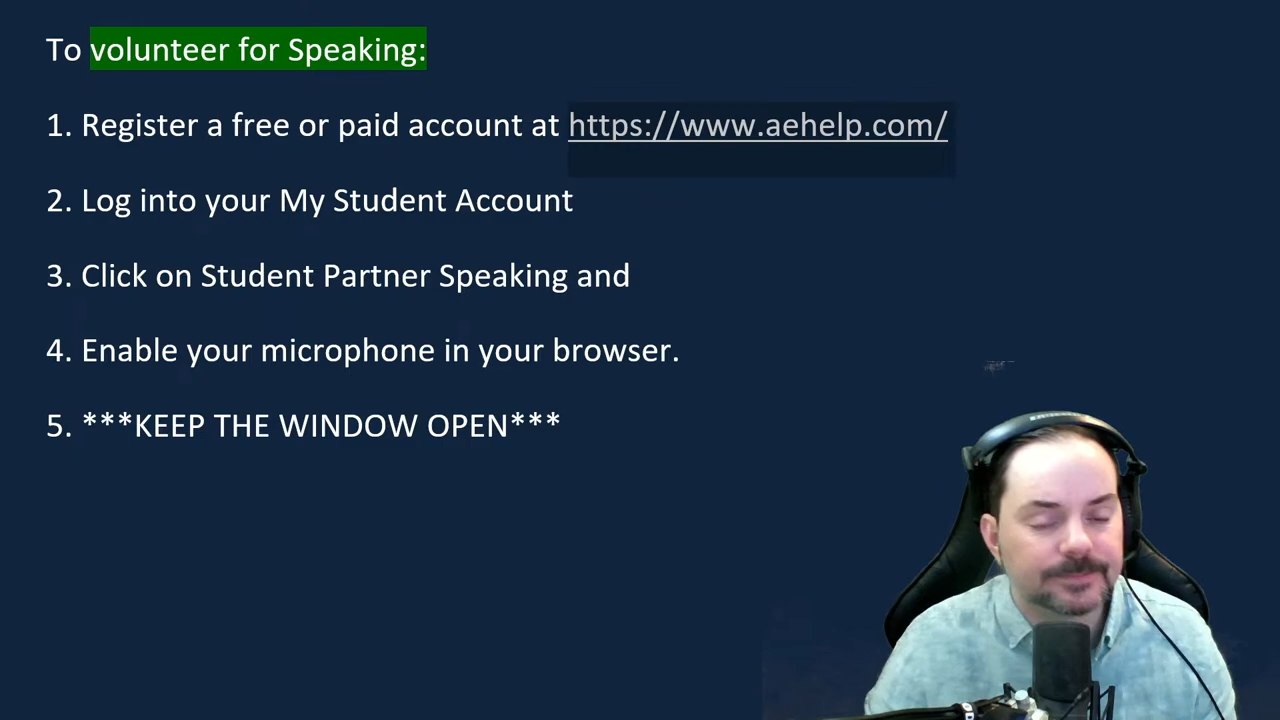 To volunteer for Speaking:
1. Register a free or paid account at https://www.aehelp.com/
2. Log into your My Student Account
3. Click on Student Partner Speaking and
4. Enable your microphone in your browser.
5. ***KEEP THE WINDOW OPEN***